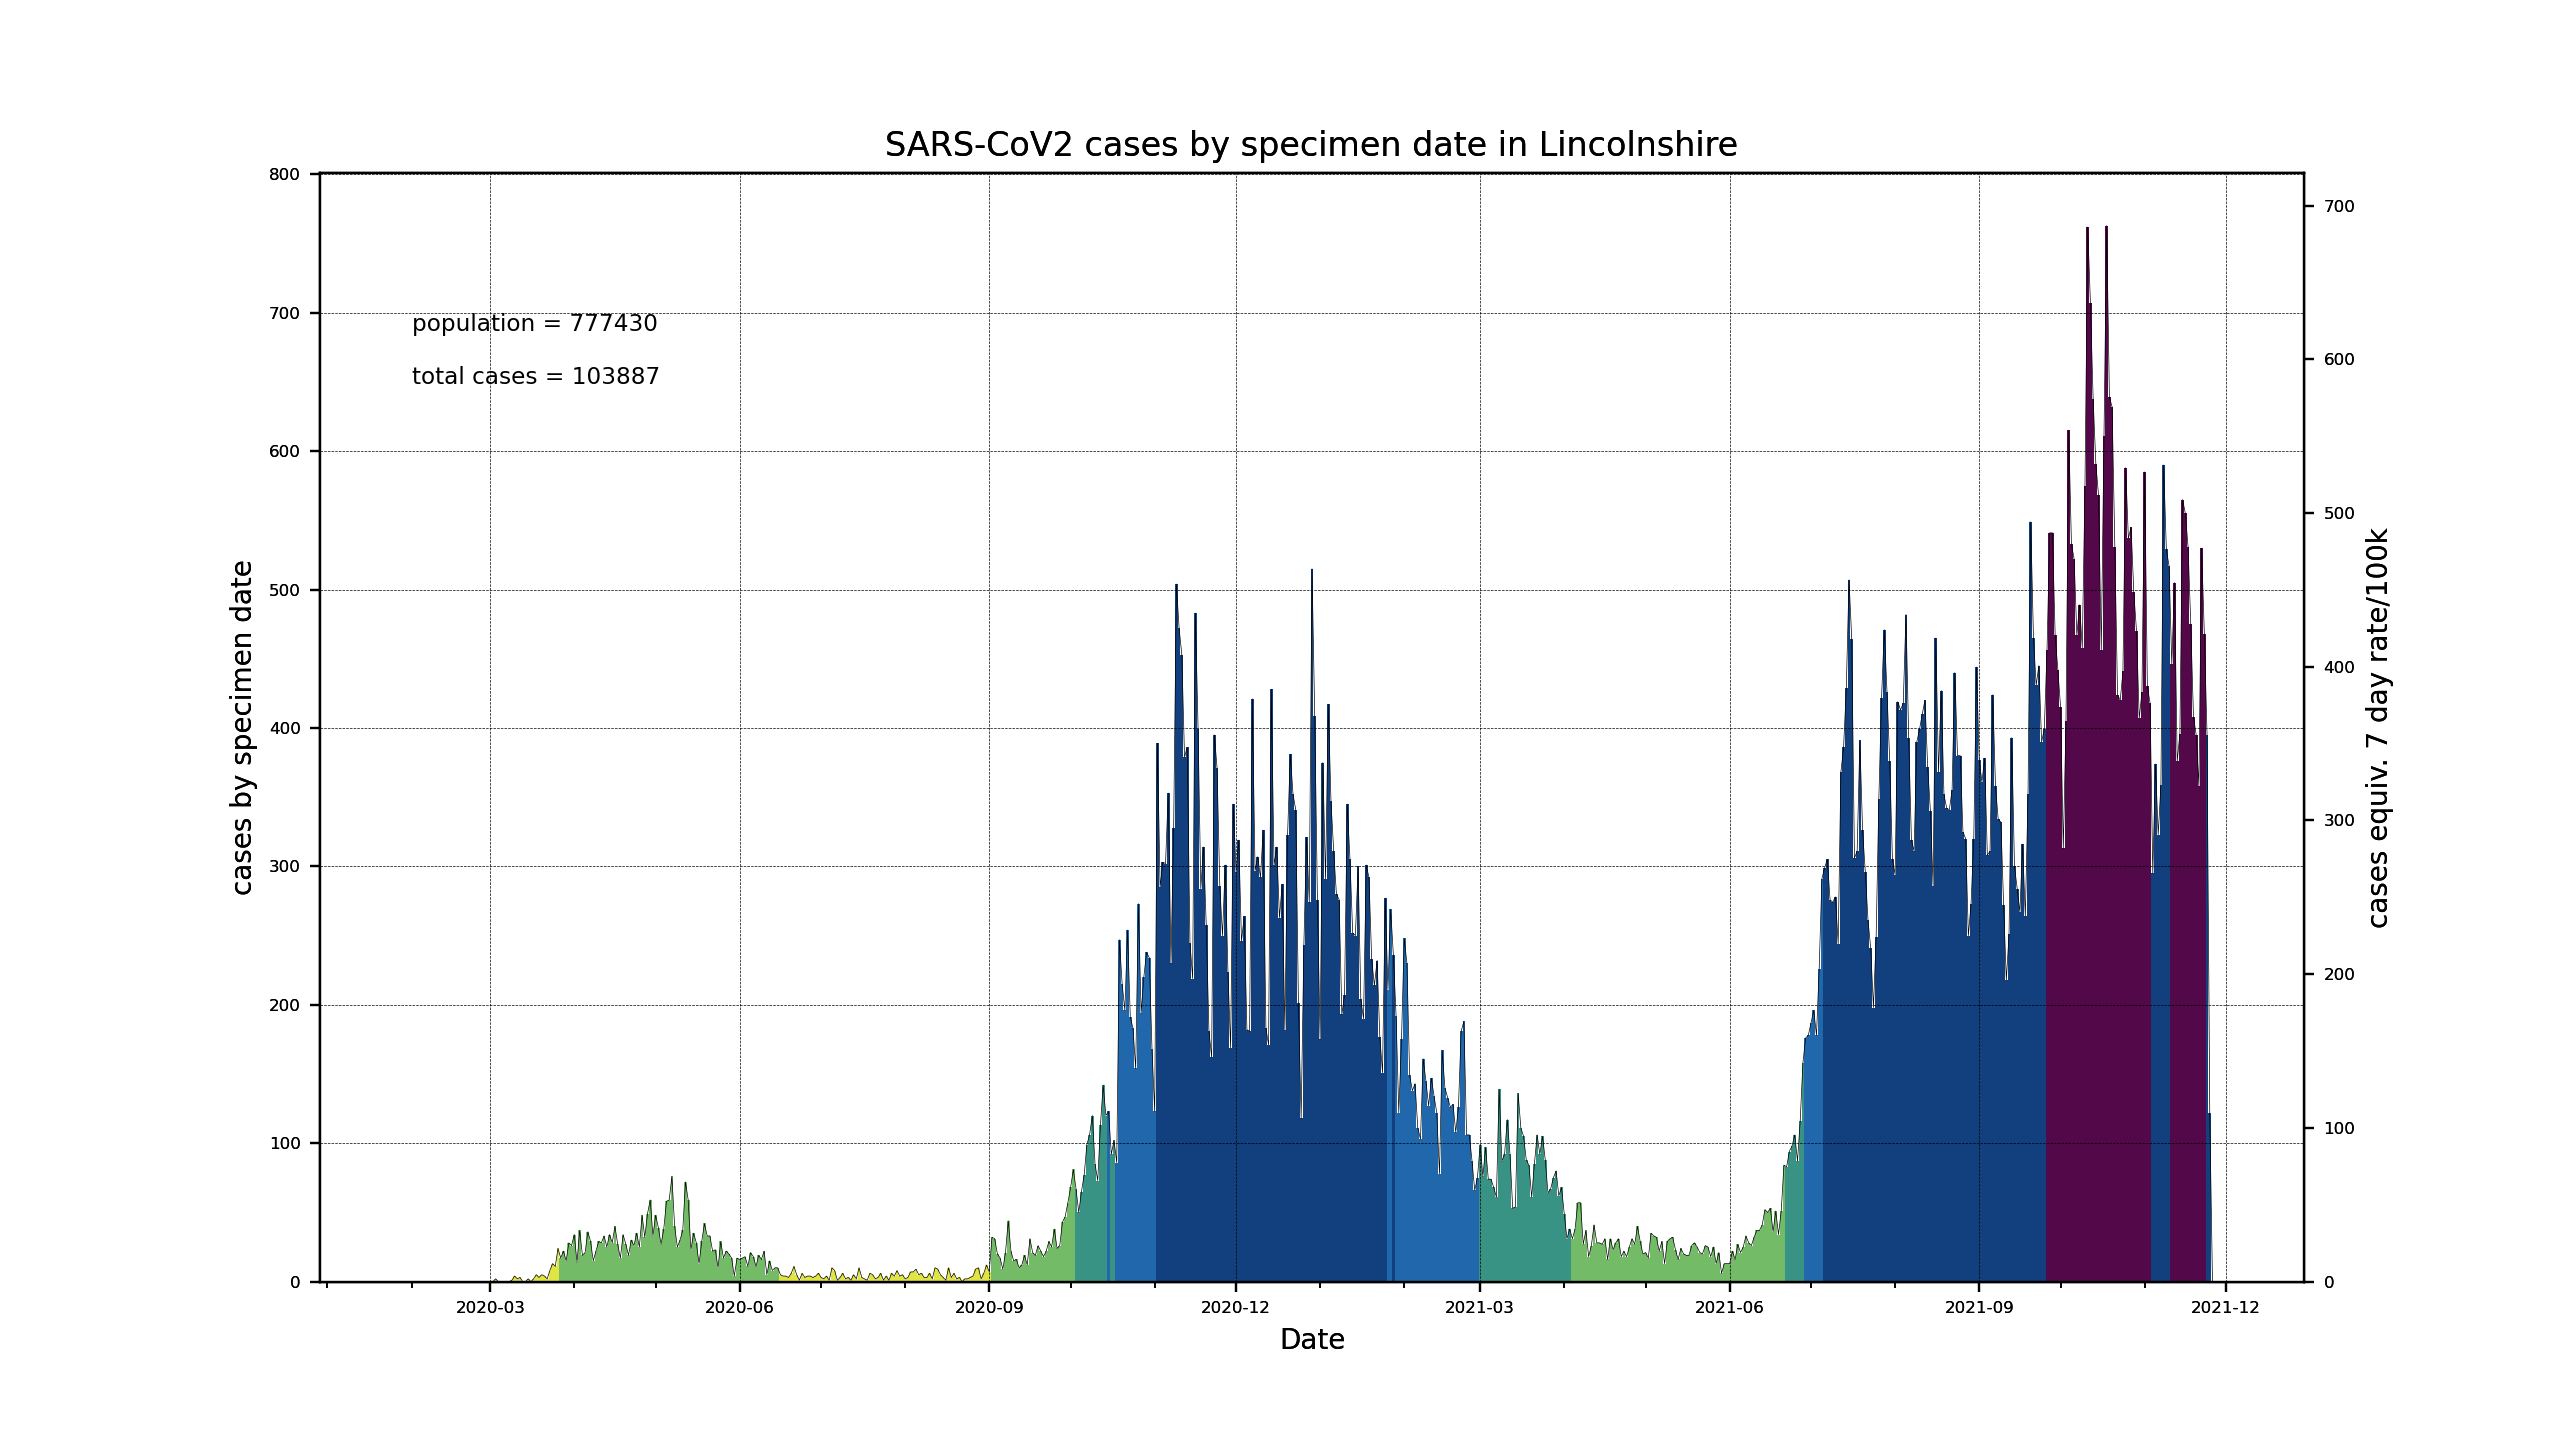 SARS-CoV2 cases by specimen date in Lincolnshire
800
700
600
500
400
300
200
100
0
cases by specimen date
population = 777430
total cases = 103887
700
600
500
400
300
200
100
0
cases equiv. 7 day rate/100k
2020-03 2020-06 2020-09 2020-12 2021-03 2021-06 2021-09 2021-12
Date